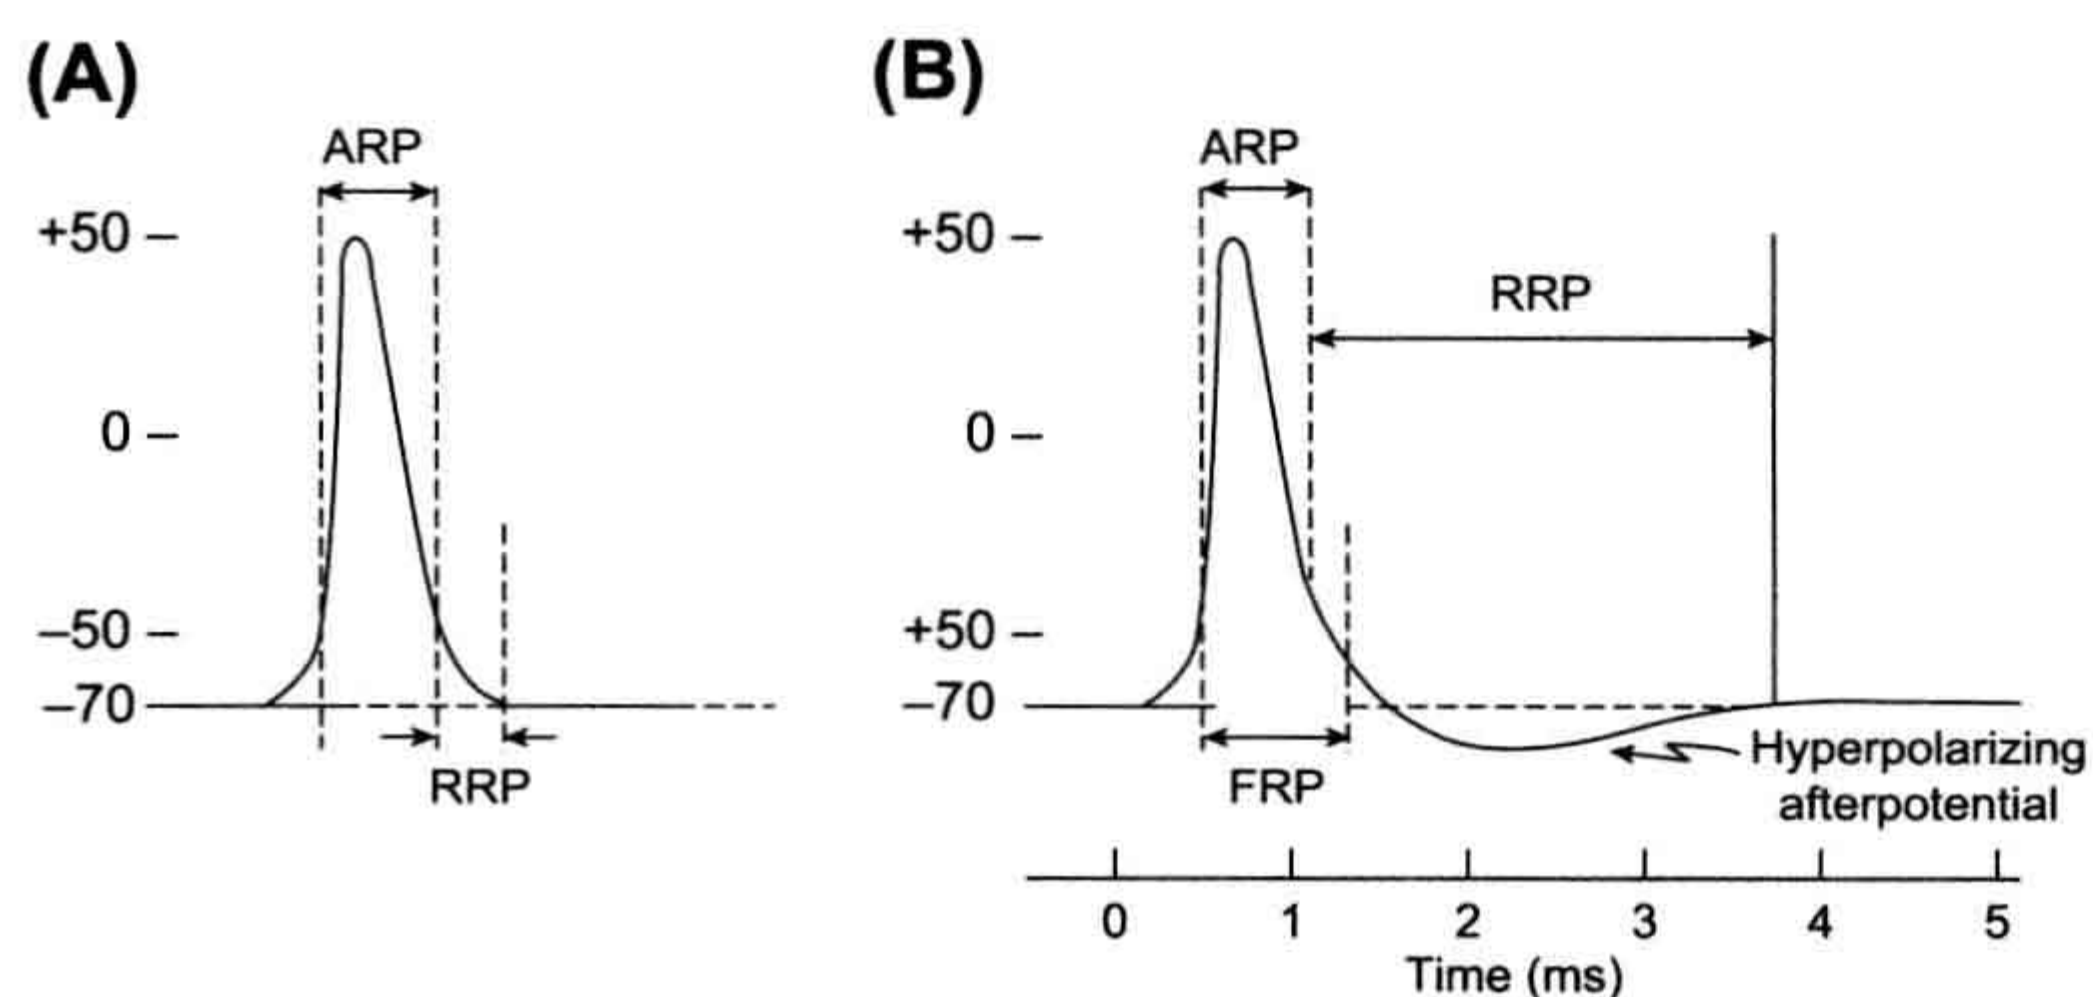 (A)
ARP
+50
0
–50
–70
RRP
(B)
ARP
+50
RRP
0
+50
–70
FRP
Hyperpolarizing
afterpotential
0 1 2 3 4 5
Time (ms)